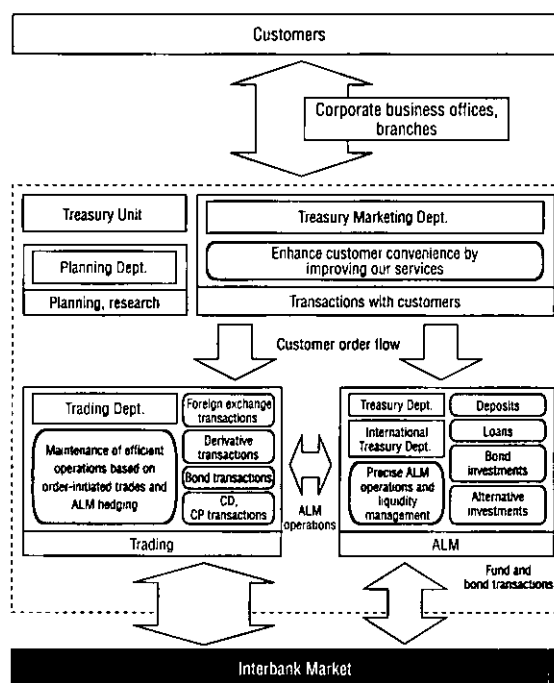 Customers
Corporate business offices,
branches
Treasury Unit
Planning Dept.
Planning, research
Treasury Marketing Dept.
Enhance customer convenience by
improving our services
Transactions with customers
Customer order flow
Trading Dept.
Maintenance of efficient
operations based on
order-initiated trades and
ALM hedging
Foreign exchange
transactions
Derivative
transactions
Bond transactions
CD,
CP transactions
Trading
ALM
operations
Treasury Dept.
International
Treasury Dept.
Precise ALM
operations and
liquidity
management
Deposits
Loans
Bond
investments
Alternative
investments
ALM
Fund and
bond transactions
Interbank Market